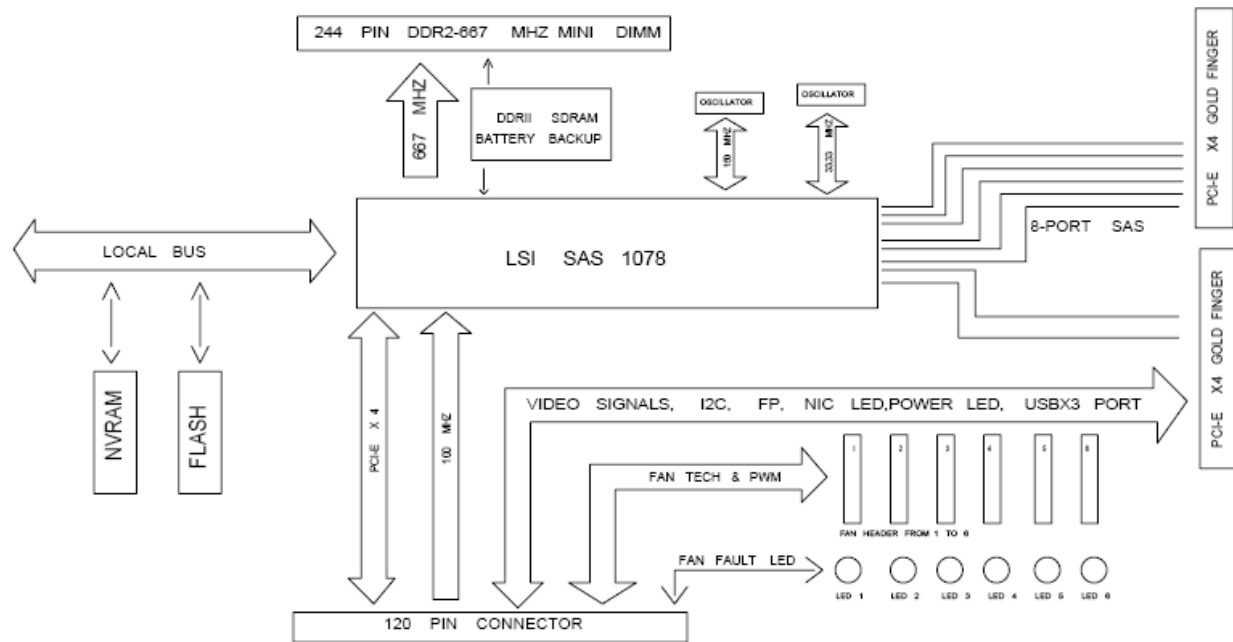 244 PIN DDR2-667 MHZ MINI DIMM
667 MHZ
DDRII SDRAM
BATTERY BACKUP
OSCILLATOR
OSCILLATOR
150 MHZ
33.33 MHZ
PCI-E X4 GOLD FINGER
LOCAL BUS
LSI SAS 1078
8-PORT SAS
PCI-E X4 GOLD FINGER
NVRAM
FLASH
PCI-E X 4
100 MHZ
VIDEO SIGNALS, I2C, FP, NIC LED,POWER LED, USBX3 PORT
FAN TECH & PWM
1 2 3 4 5 6
FAN HEADER FROM 1 TO 6
FAN FAULT LED
LED 1 LED 2 LED 3 LED 4 LED 5 LED 6
120 PIN CONNECTOR